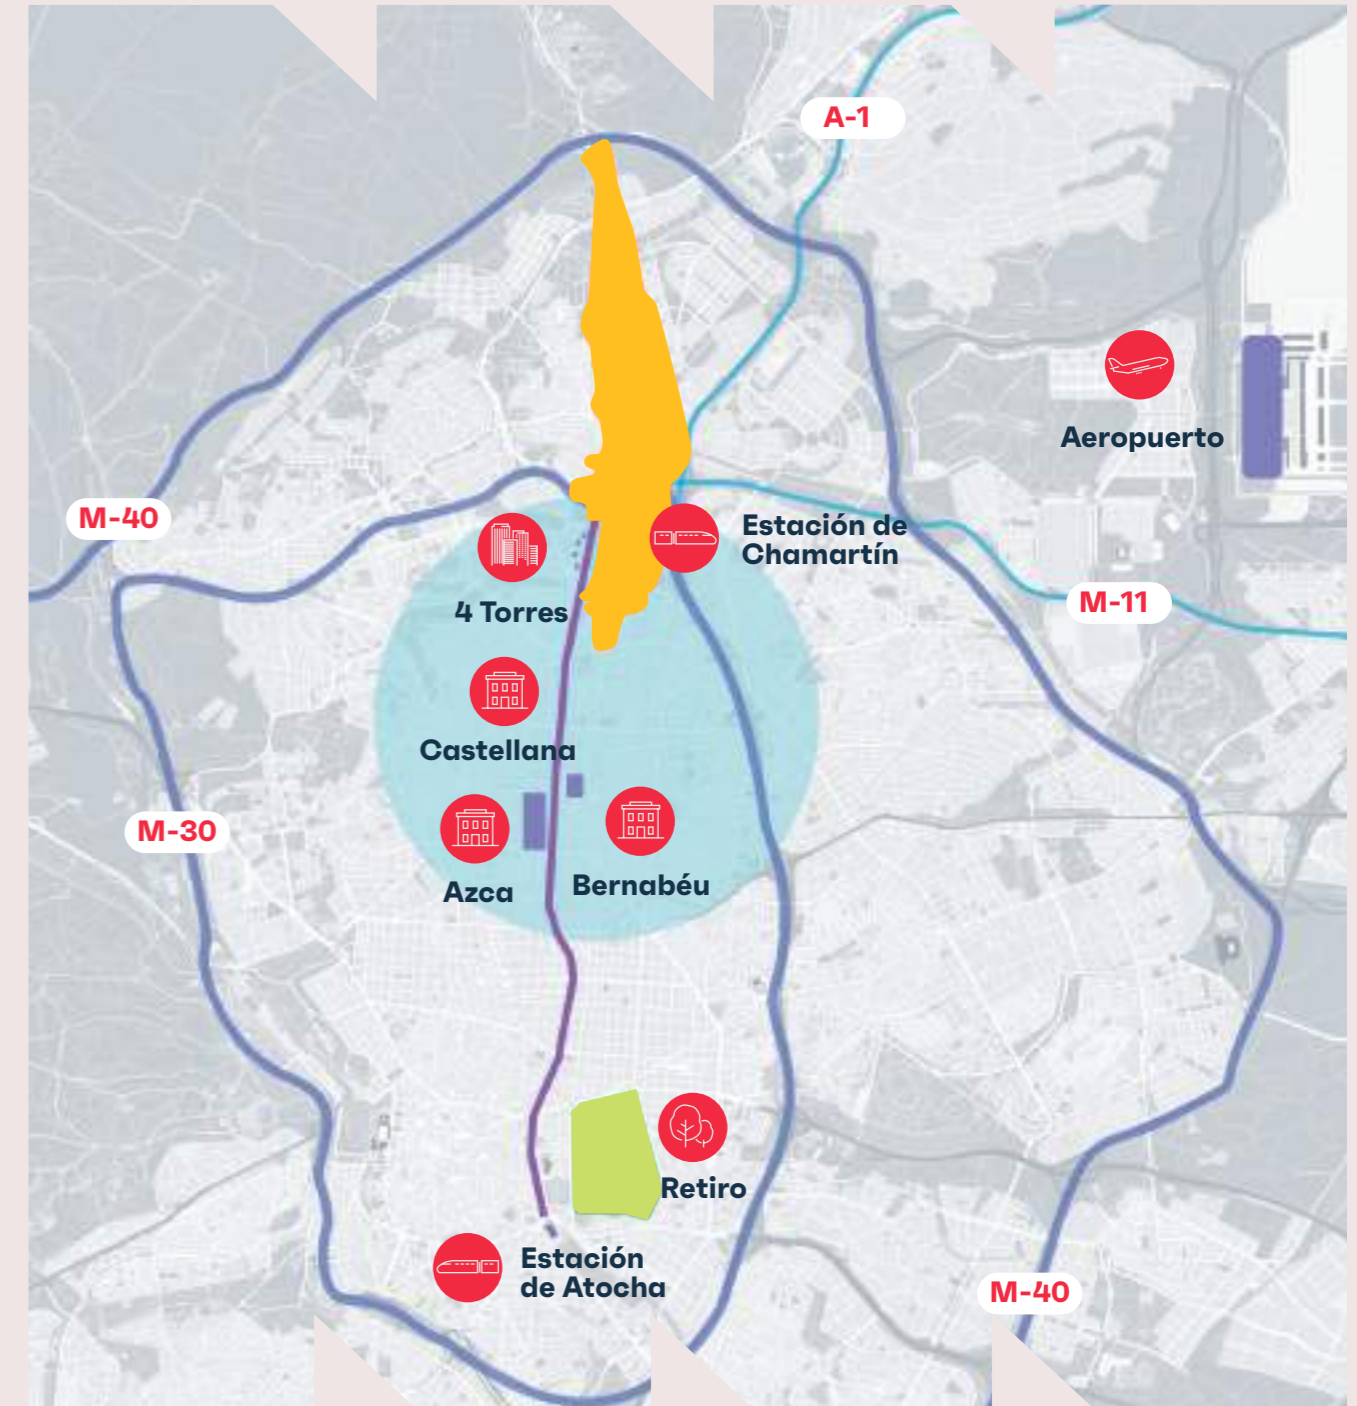 A-1
Aeropuerto
M-40
Estación de
Chamartín
4 Torres
M-11
Castellana
M-30
Azca
Bernabéu
Retiro
Estación
de Atocha
M-40